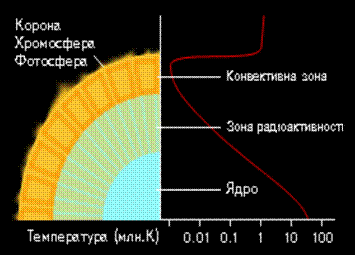 Корона
Хромосфера
Фотосфера
Конвективна зона
Зона радіоактивност
Ядро
Температура (млн.К) 0.01 0.1 1 10 100